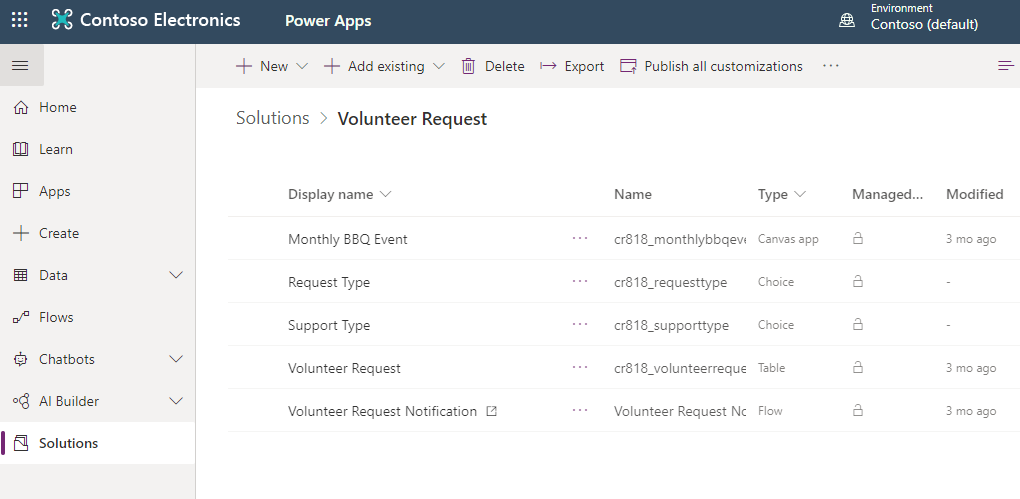 Contoso Electronics Power Apps Environment
Contoso (default)
New Add existing Delete Export Publish all customizations ···
Home
Learn
Apps
Create
Data
Flows
Chatbots
AI Builder
Solutions
Solutions > Volunteer Request
Display name Name Type Managed... Modified
Monthly BBQ Event ··· cr818_monthlybbqeve Canvas app 3 mo ago
Request Type ··· cr818_requesttype Choice -
Support Type ··· cr818_supporttype Choice -
Volunteer Request ··· cr818_volunteerreque Table 3 mo ago
Volunteer Request Notification ··· Volunteer Request No Flow 3 mo ago